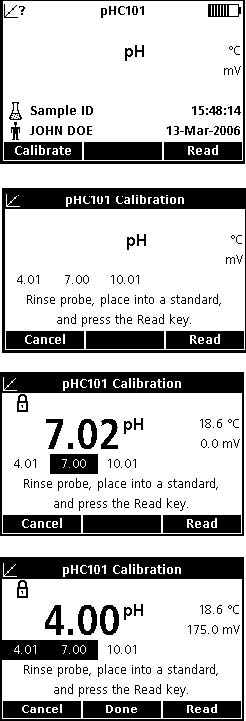 ? pHC101
pH °C
mV
Sample ID 15:48:14
JOHN DOE 13-Mar-2006
Calibrate Read
pHC101 Calibration
pH °C
mV
4.01 7.00 10.01
Rinse probe, place into a standard,
and press the Read key.
Cancel Read
pHC101 Calibration
7.02 pH 18.6 °C
0.0 mV
4.01 7.00 10.01
Rinse probe, place into a standard,
and press the Read key.
Cancel Read
pHC101 Calibration
4.00 pH 18.6 °C
175.0 mV
4.01 7.00 10.01
Rinse probe, place into a standard,
and press the Read key.
Cancel Done Read